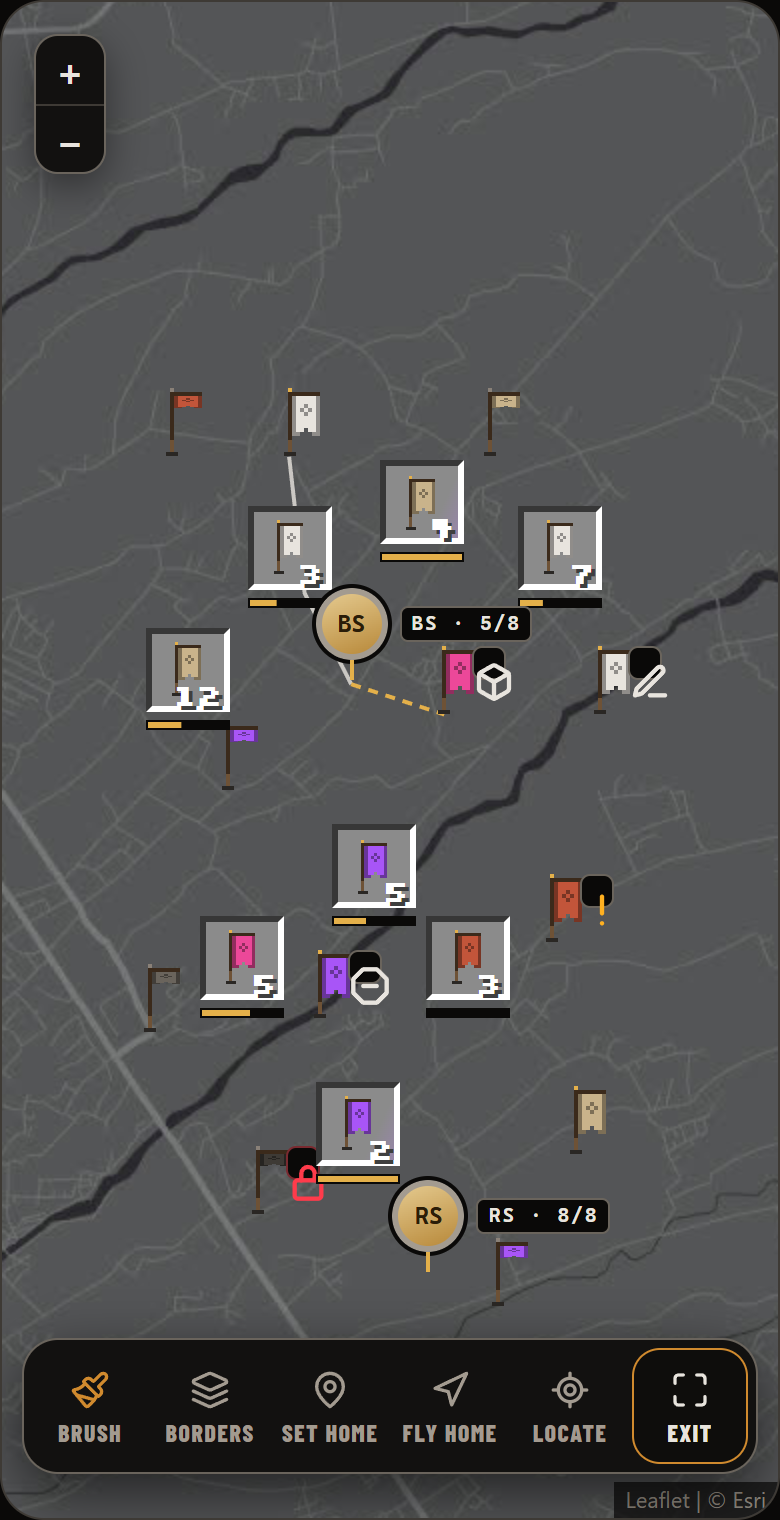 +
−
7
3
7
BS
BS · 5/8
12
5
5
3
2
RS
RS · 8/8
BRUSH
BORDERS
SET HOME
FLY HOME
LOCATE
EXIT
Leaflet | © Esri